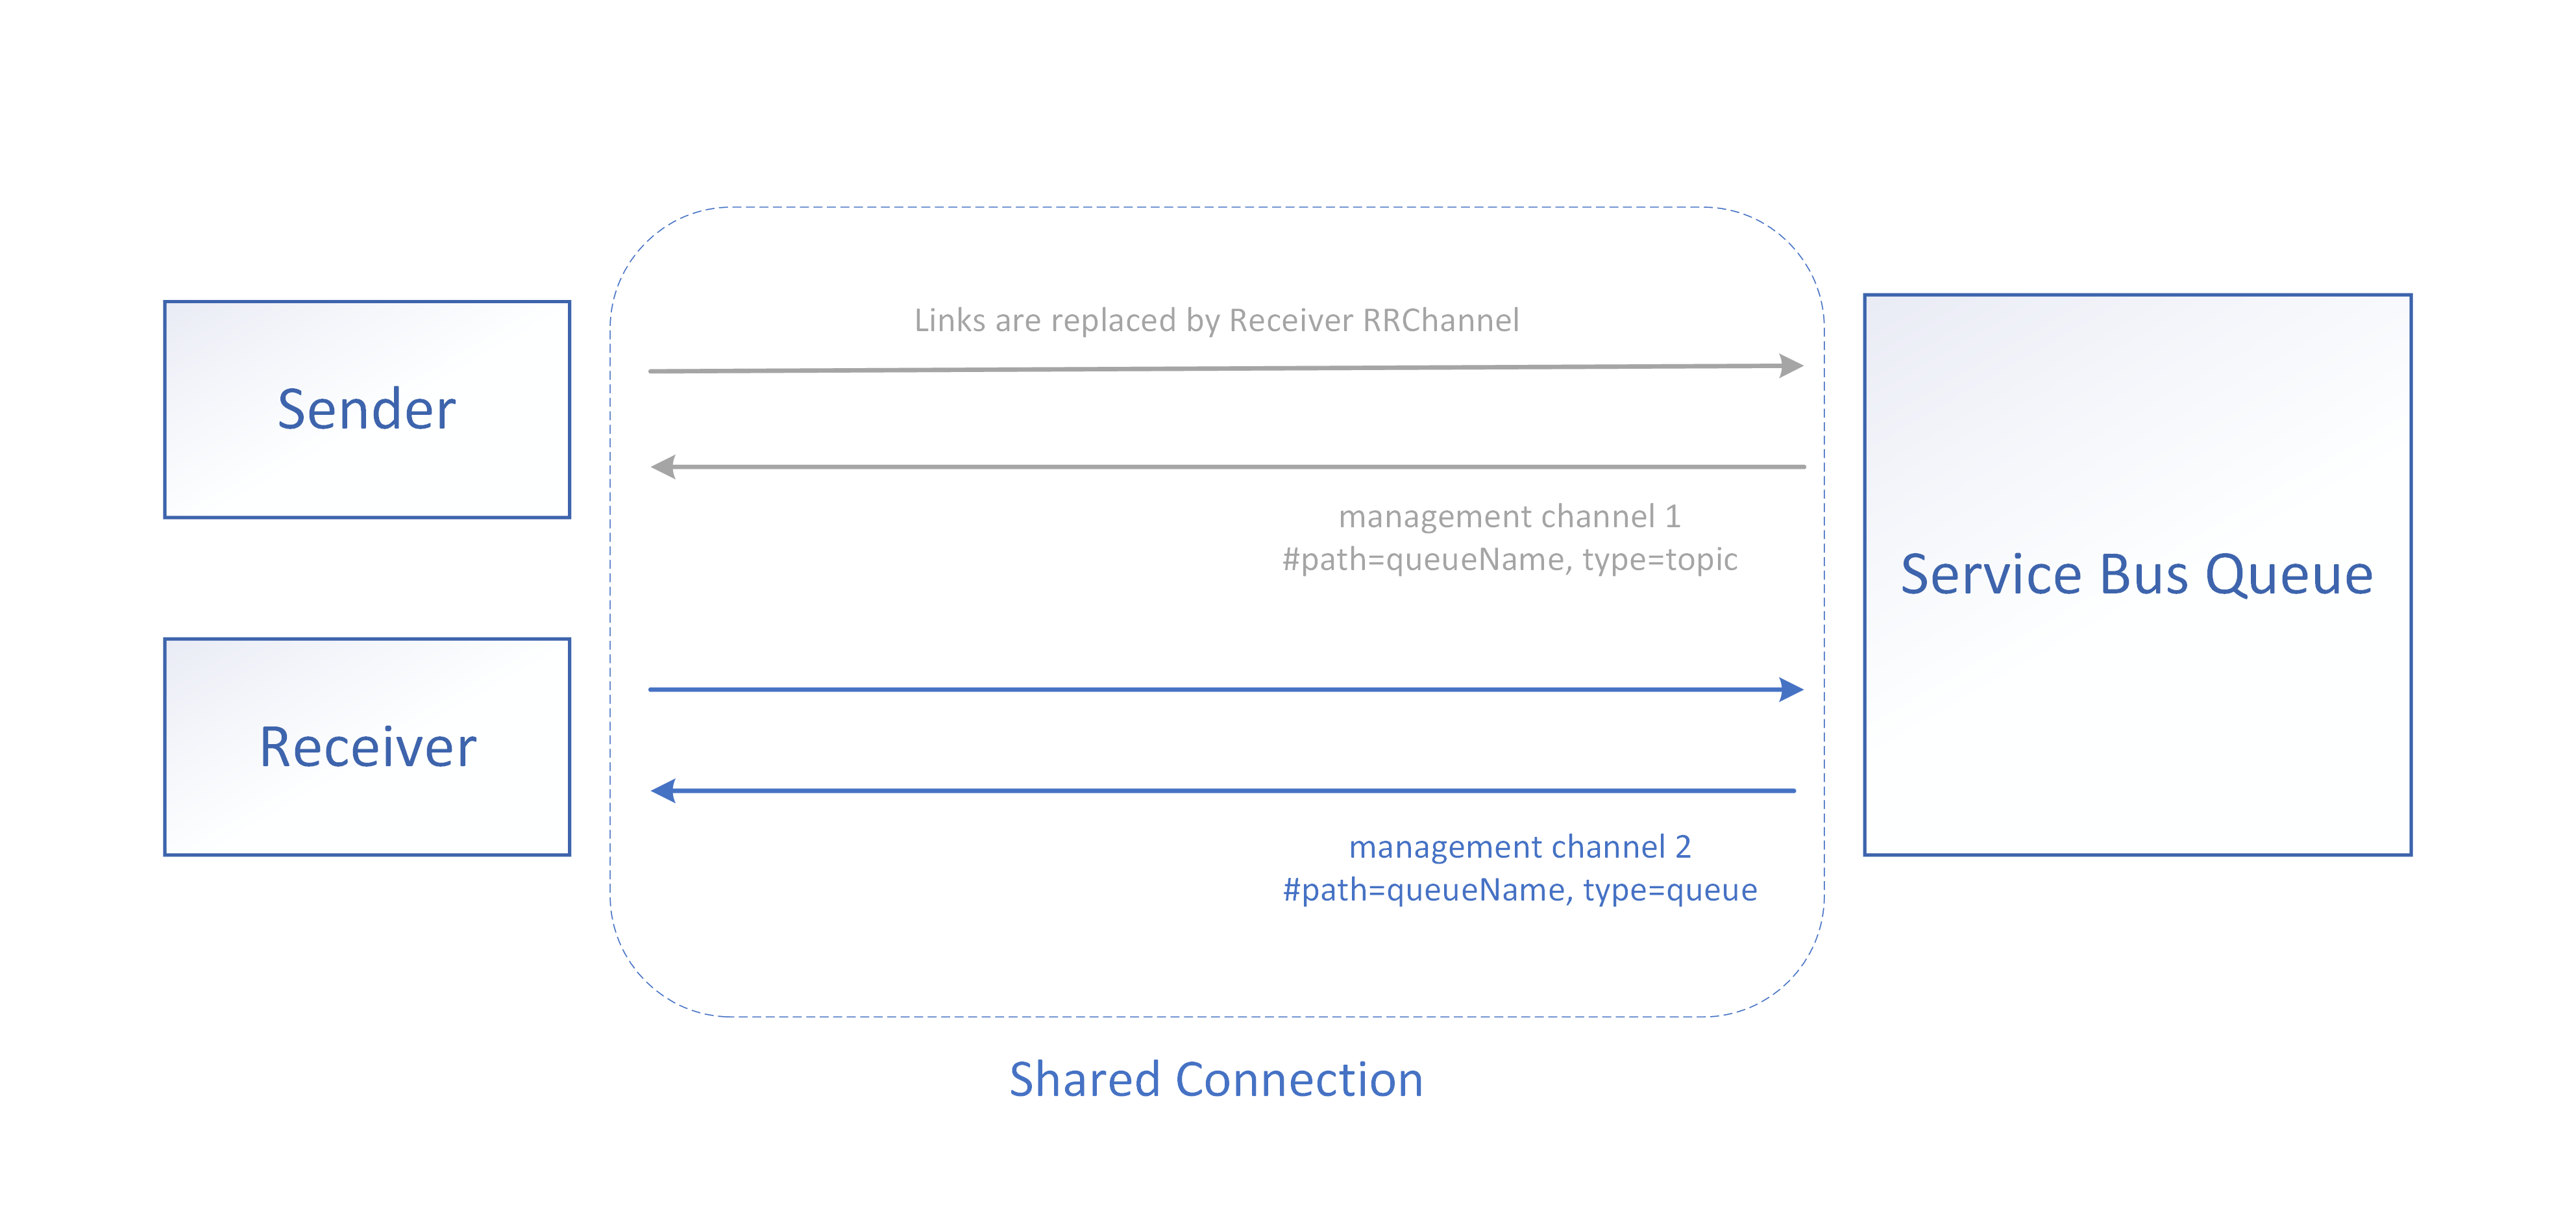 Links are replaced by Receiver RRChannel
Sender
management channel 1
#path=queueName, type=topic
Service Bus Queue
Receiver
management channel 2
#path=queueName, type=queue
Shared Connection